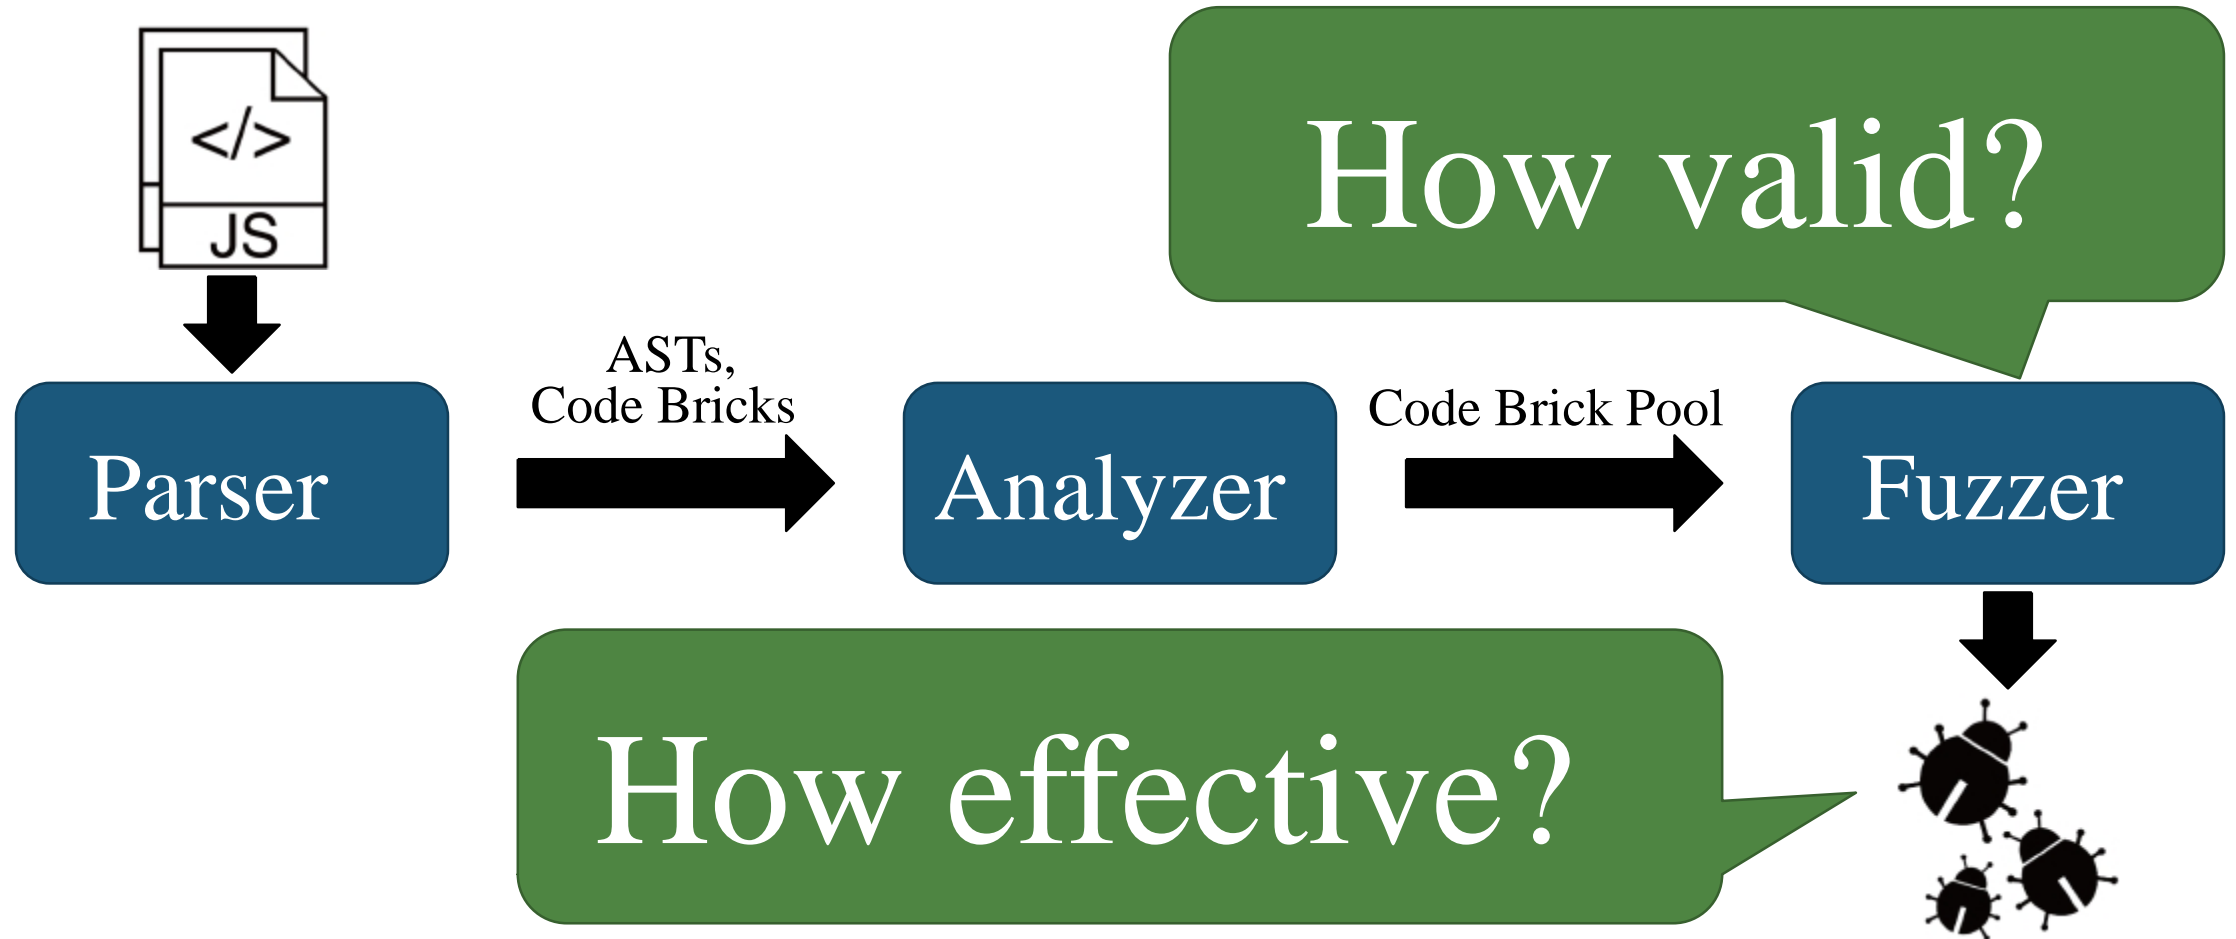 </>
JS
How valid?
ASTs,
Code Bricks
Code Brick Pool
Parser
Analyzer
Fuzzer
How effective?